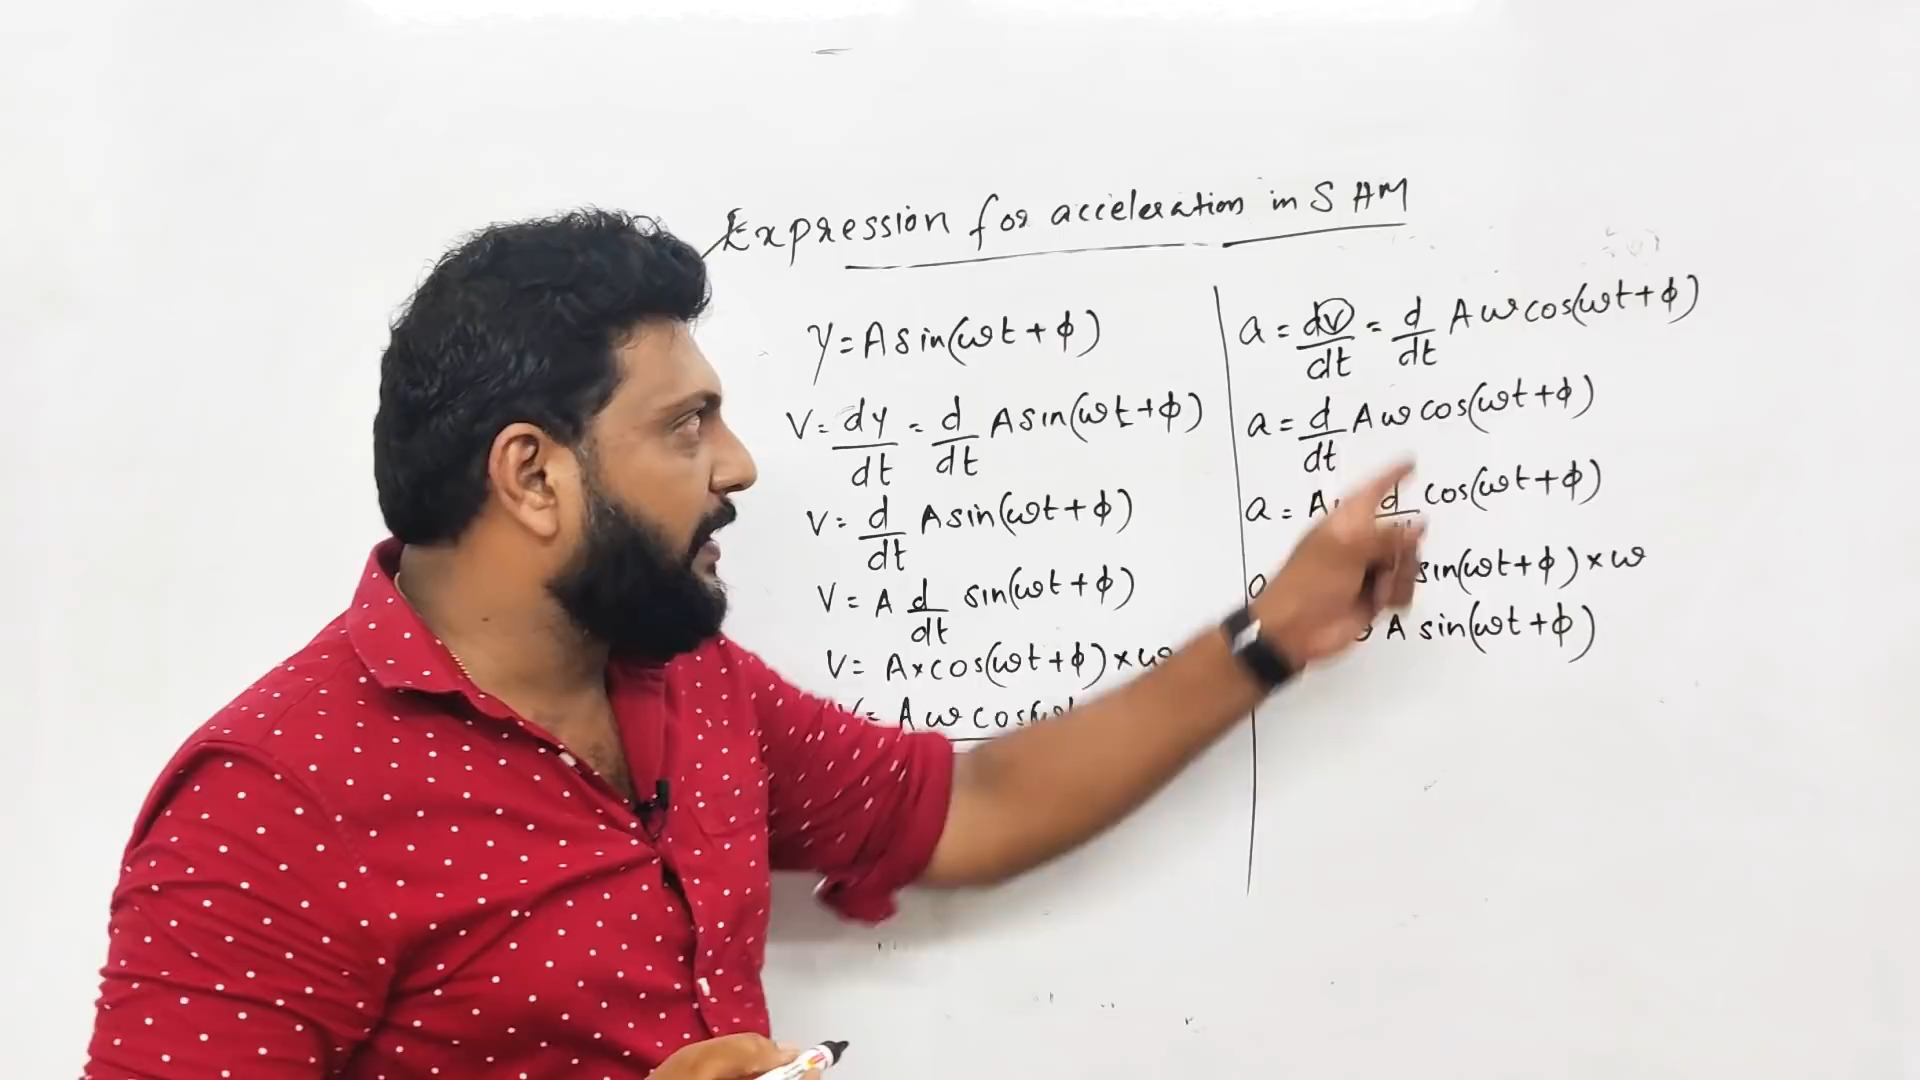 Expression for acceleration in SHM
y = A sin(ωt + ϕ)
V = dy/dt = d/dt A sin(ωt + ϕ)
V = d/dt A sin(ωt + ϕ)
V = A d/dt sin(ωt + ϕ)
V = A × cos(ωt + ϕ) × ω
V = A ω cos(ωt
a = dv/dt = d/dt A ω cos(ωt + ϕ)
a = d/dt A ω cos(ωt + ϕ)
a = A d cos(ωt + ϕ)
a sin(ωt + ϕ) × ω
A sin(ωt + ϕ)